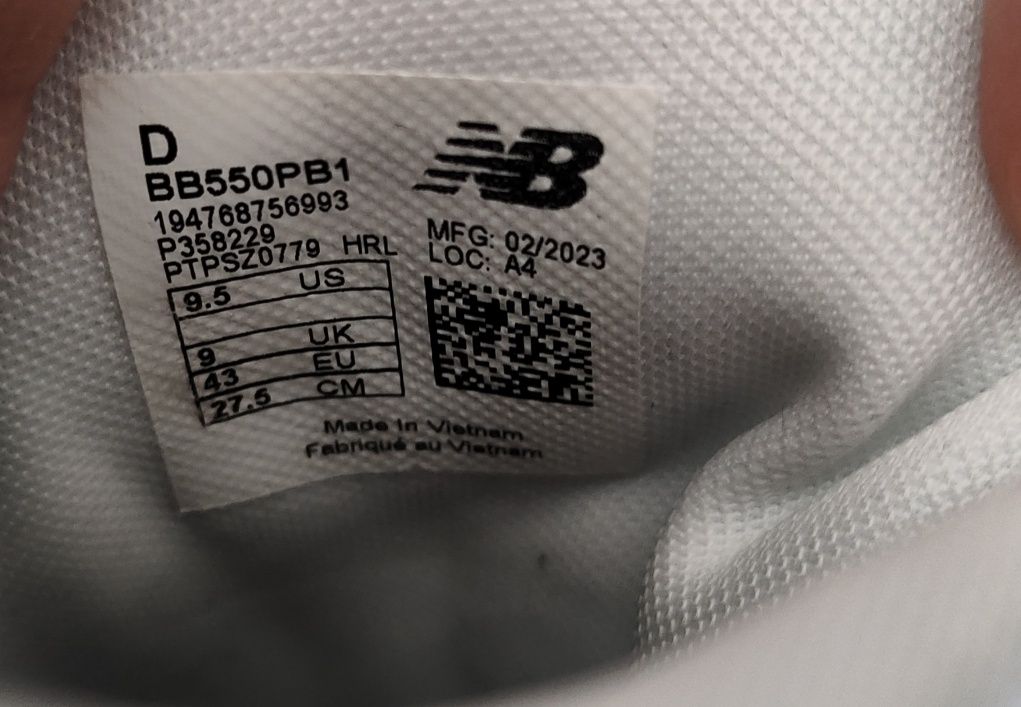 D
BB550PB1
194768756993
P358229
PTPSZ0779 HRL
9.5 US
9 UK
43 EU
27.5 CM
NB
MFG: 02/2023
LOC: A4
Made in Vietnam
Fabriqué au Vietnam